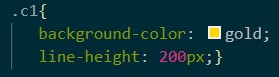 .c1{
background-color: gold;
line-height: 200px;}